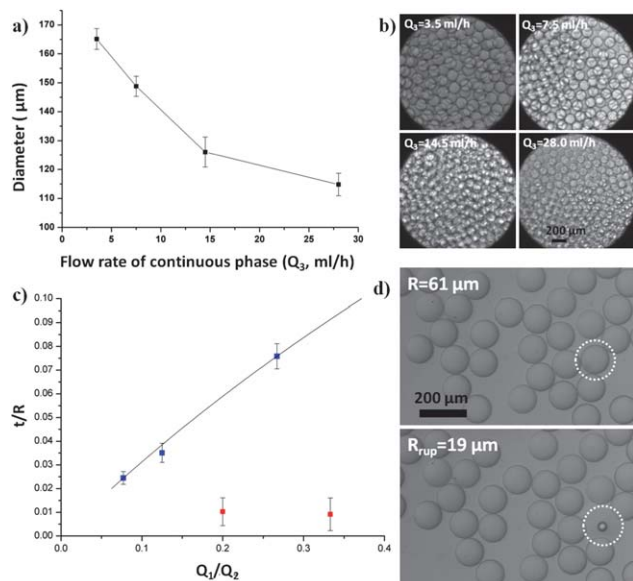 a)
170
160
150
140
130
120
110
100
0 5 10 15 20 25 30
Diameter ( μm)
Flow rate of continuous phase (Q₃, ml/h)
b)
Q₃=3.5 ml/h
Q₃=7.5 ml/h
Q₃=14.5 ml/h
Q₃=28.0 ml/h
200 μm
c)
0.10
0.09
0.08
0.07
0.06
0.05
0.04
0.03
0.02
0.01
0.00
0.0 0.1 0.2 0.3 0.4
t/R
Q₁/Q₂
d)
R=61 μm
200 μm
Rrup=19 μm